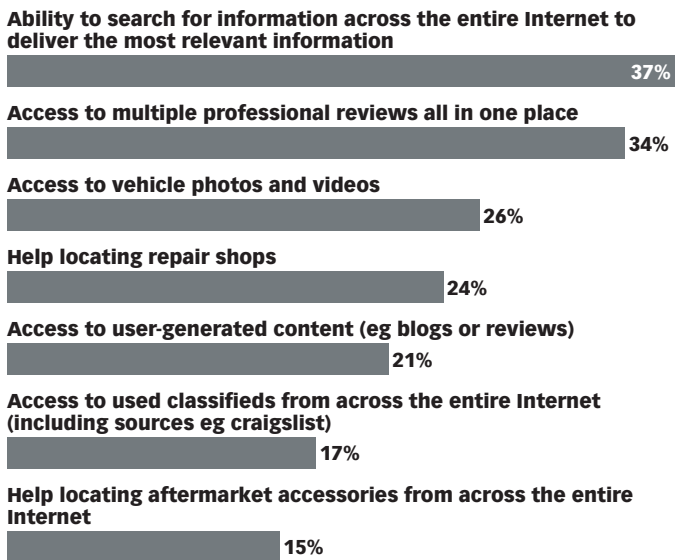 Ability to search for information across the entire Internet to
deliver the most relevant information
37%
Access to multiple professional reviews all in one place
34%
Access to vehicle photos and videos
26%
Help locating repair shops
24%
Access to user-generated content (eg blogs or reviews)
21%
Access to used classifieds from across the entire Internet
(including sources eg craigslist)
17%
Help locating aftermarket accessories from across the entire
Internet
15%